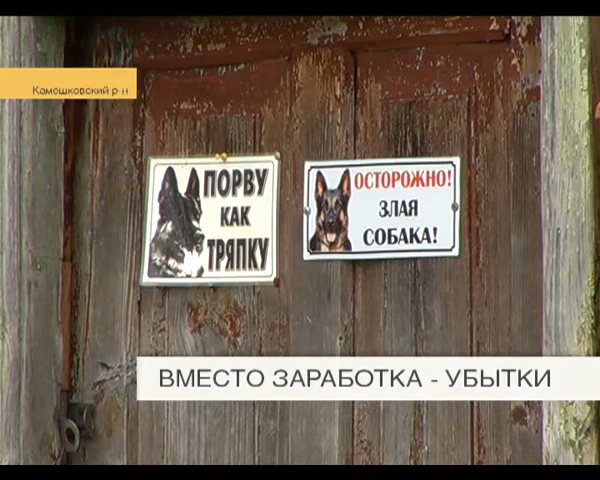 Камешковский р-н
ПОРВУ
КАК
ТРЯПКУ
ОСТОРОЖНО!
ЗЛАЯ
СОБАКА!
ВМЕСТО ЗАРАБОТКА - УБЫТКИ